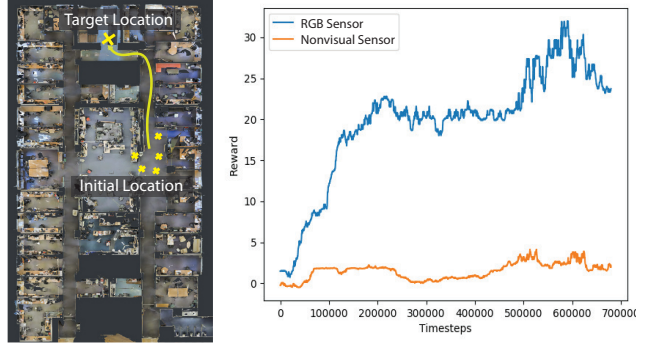 Target Location
Initial Location
RGB Sensor
Nonvisual Sensor
Reward
30
25
20
15
10
5
0
0
100000
200000
300000
400000
500000
600000
700000
Timesteps